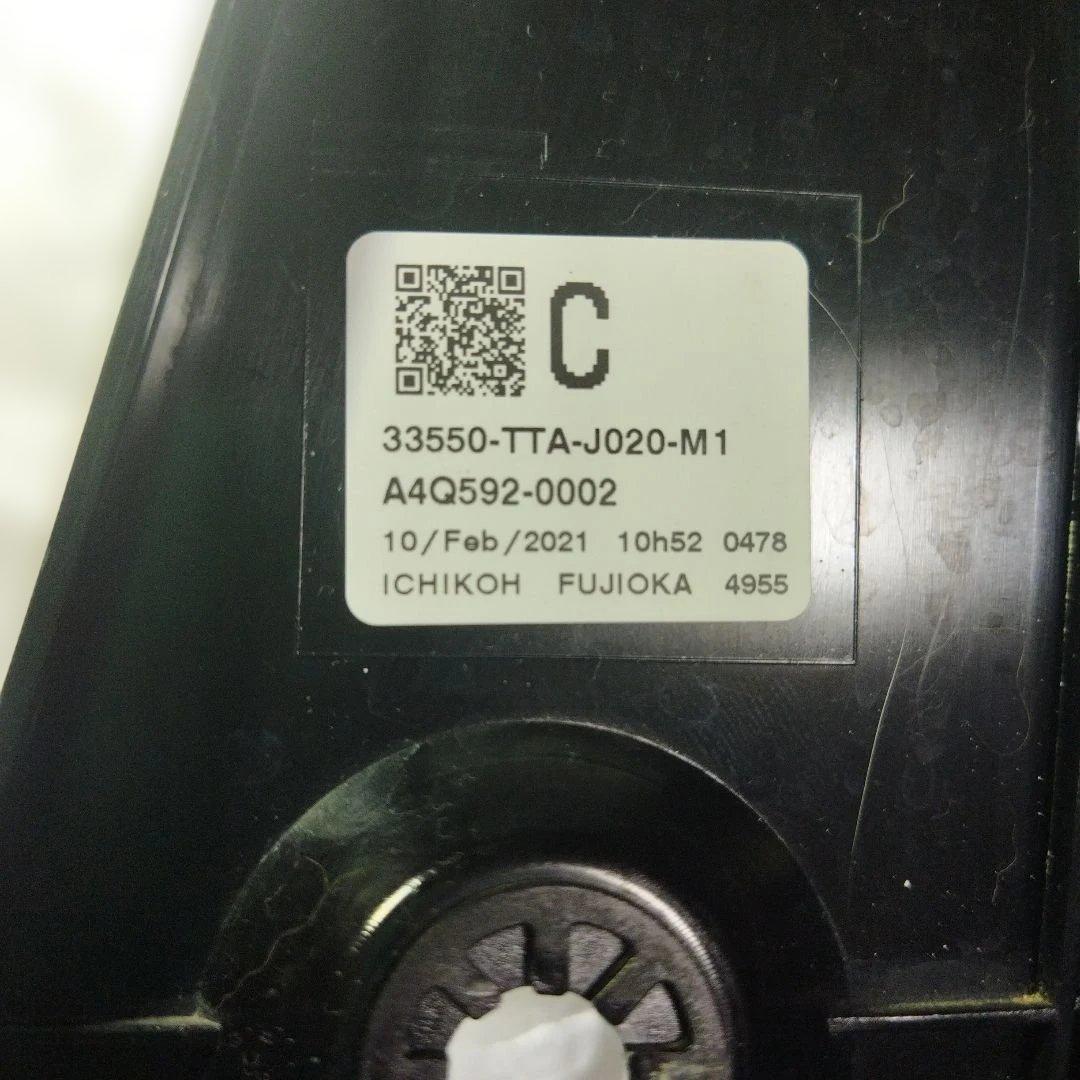 C
33550-TTA-J020-M1
A4Q592-0002
10/Feb/2021 10h52 0478
ICHIKOH FUJIOKA 4955